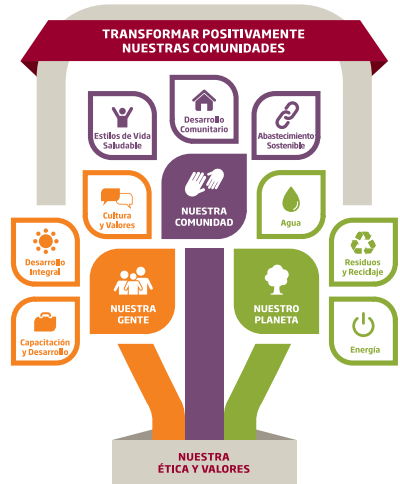 TRANSFORMAR POSITIVAMENTE
NUESTRAS COMUNIDADES
Desarrollo
Comunitario
Estilos de Vida
Saludable
Abastecimiento
Sostenible
NUESTRA
COMUNIDAD
Cultura
y Valores
Agua
Desarrollo
Integral
Residuos
y Reciclaje
NUESTRA
GENTE
NUESTRO
PLANETA
Capacitación
y Desarrollo
Energía
NUESTRA
ÉTICA Y VALORES